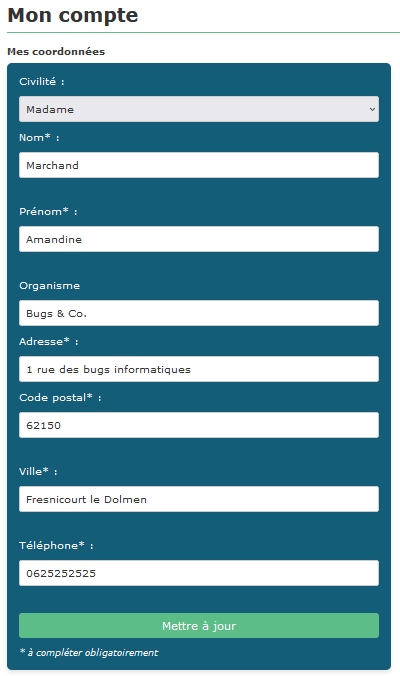 Mon compte
Mes coordonnées
Civilité :
Madame
Nom* :
Marchand
Prénom* :
Amandine
Organisme
Bugs & Co.
Adresse* :
1 rue des bugs informatiques
Code postal* :
62150
Ville* :
Fresnicourt le Dolmen
Téléphone* :
0625252525
Mettre à jour
* à compléter obligatoirement